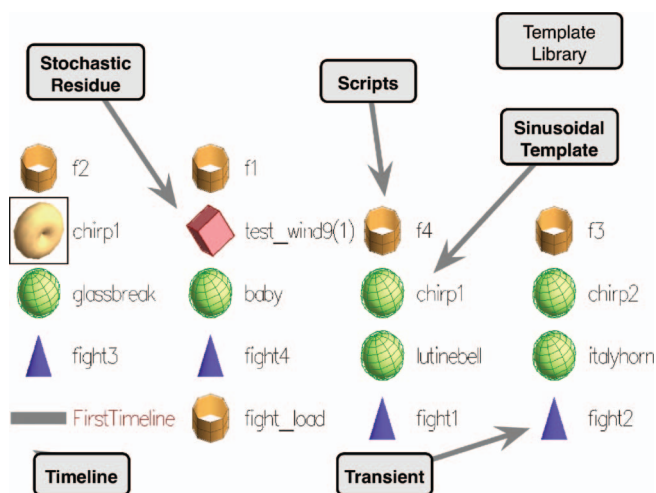 Template
Library
Stochastic
Residue
Scripts
Sinusoidal
Template
f2
f1
chirp1
test_wind9(1)
f4
f3
glassbreak
baby
chirp1
chirp2
fight3
fight4
lutinebell
italyhorn
FirstTimeline
fight_load
fight1
fight2
Timeline
Transient